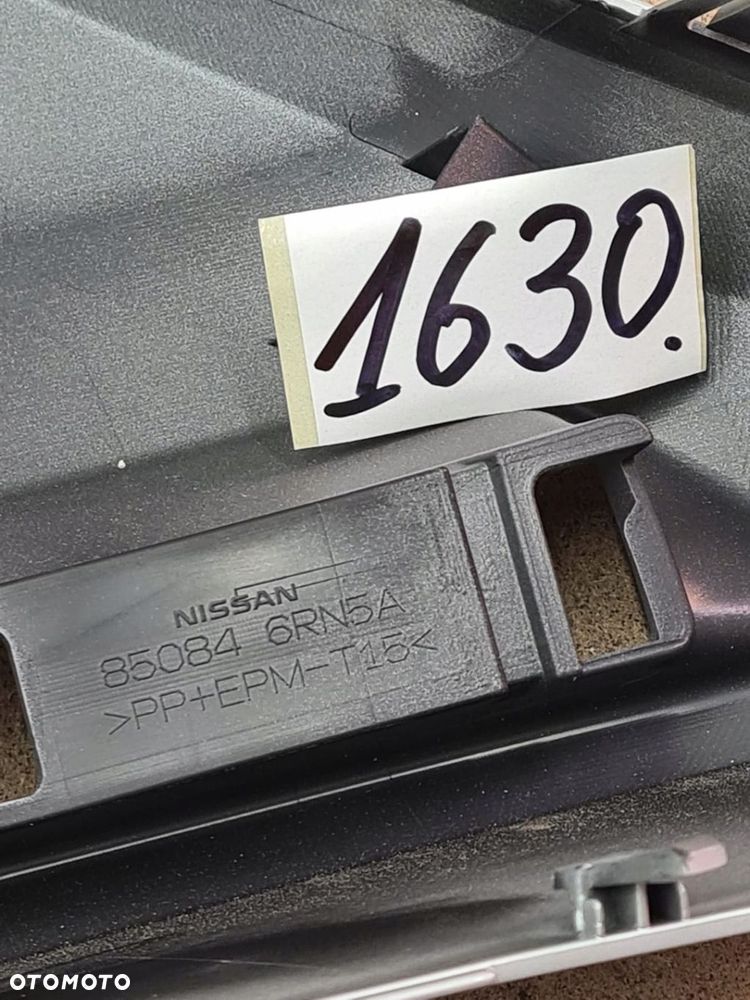 1630.
NISSAN
85084 6RN5A
>PP+EPM-T15<
OTOMOTO